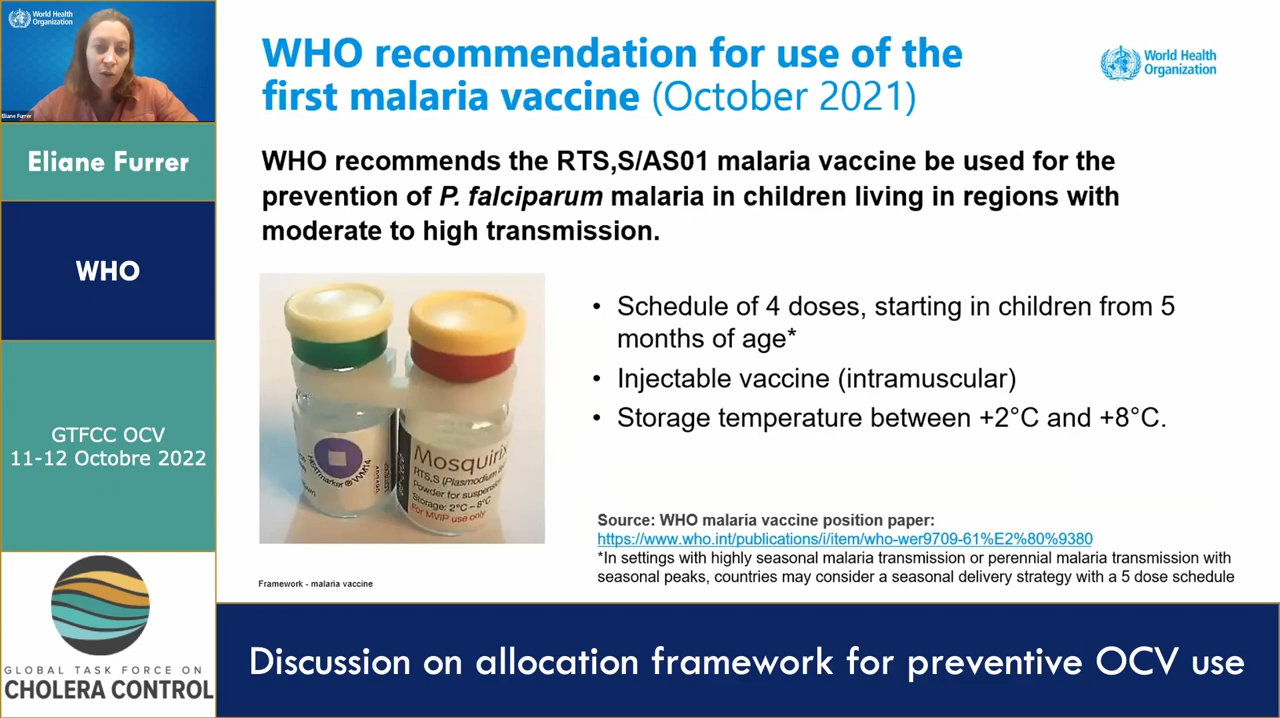 World Health
Organization
Eliane Furrer
Eliane Furrer
WHO
GTFCC OCV
11-12 Octobre 2022
GLOBAL TASK FORCE ON
CHOLERA CONTROL
WHO recommendation for use of the
first malaria vaccine (October 2021)
World Health
Organization
WHO recommends the RTS,S/AS01 malaria vaccine be used for the
prevention of P. falciparum malaria in children living in regions with
moderate to high transmission.
HEATmarker® VVM14
Mosquirix
RTS,S (Plasmodium
Powder for suspension
Storage: 2°C – 8°C
For MVIP use only
• Schedule of 4 doses, starting in children from 5
months of age*
• Injectable vaccine (intramuscular)
• Storage temperature between +2°C and +8°C.
Source: WHO malaria vaccine position paper:
https://www.who.int/publications/i/item/who-wer9709-61%E2%80%9380
*In settings with highly seasonal malaria transmission or perennial malaria transmission with
seasonal peaks, countries may consider a seasonal delivery strategy with a 5 dose schedule
Framework - malaria vaccine
Discussion on allocation framework for preventive OCV use